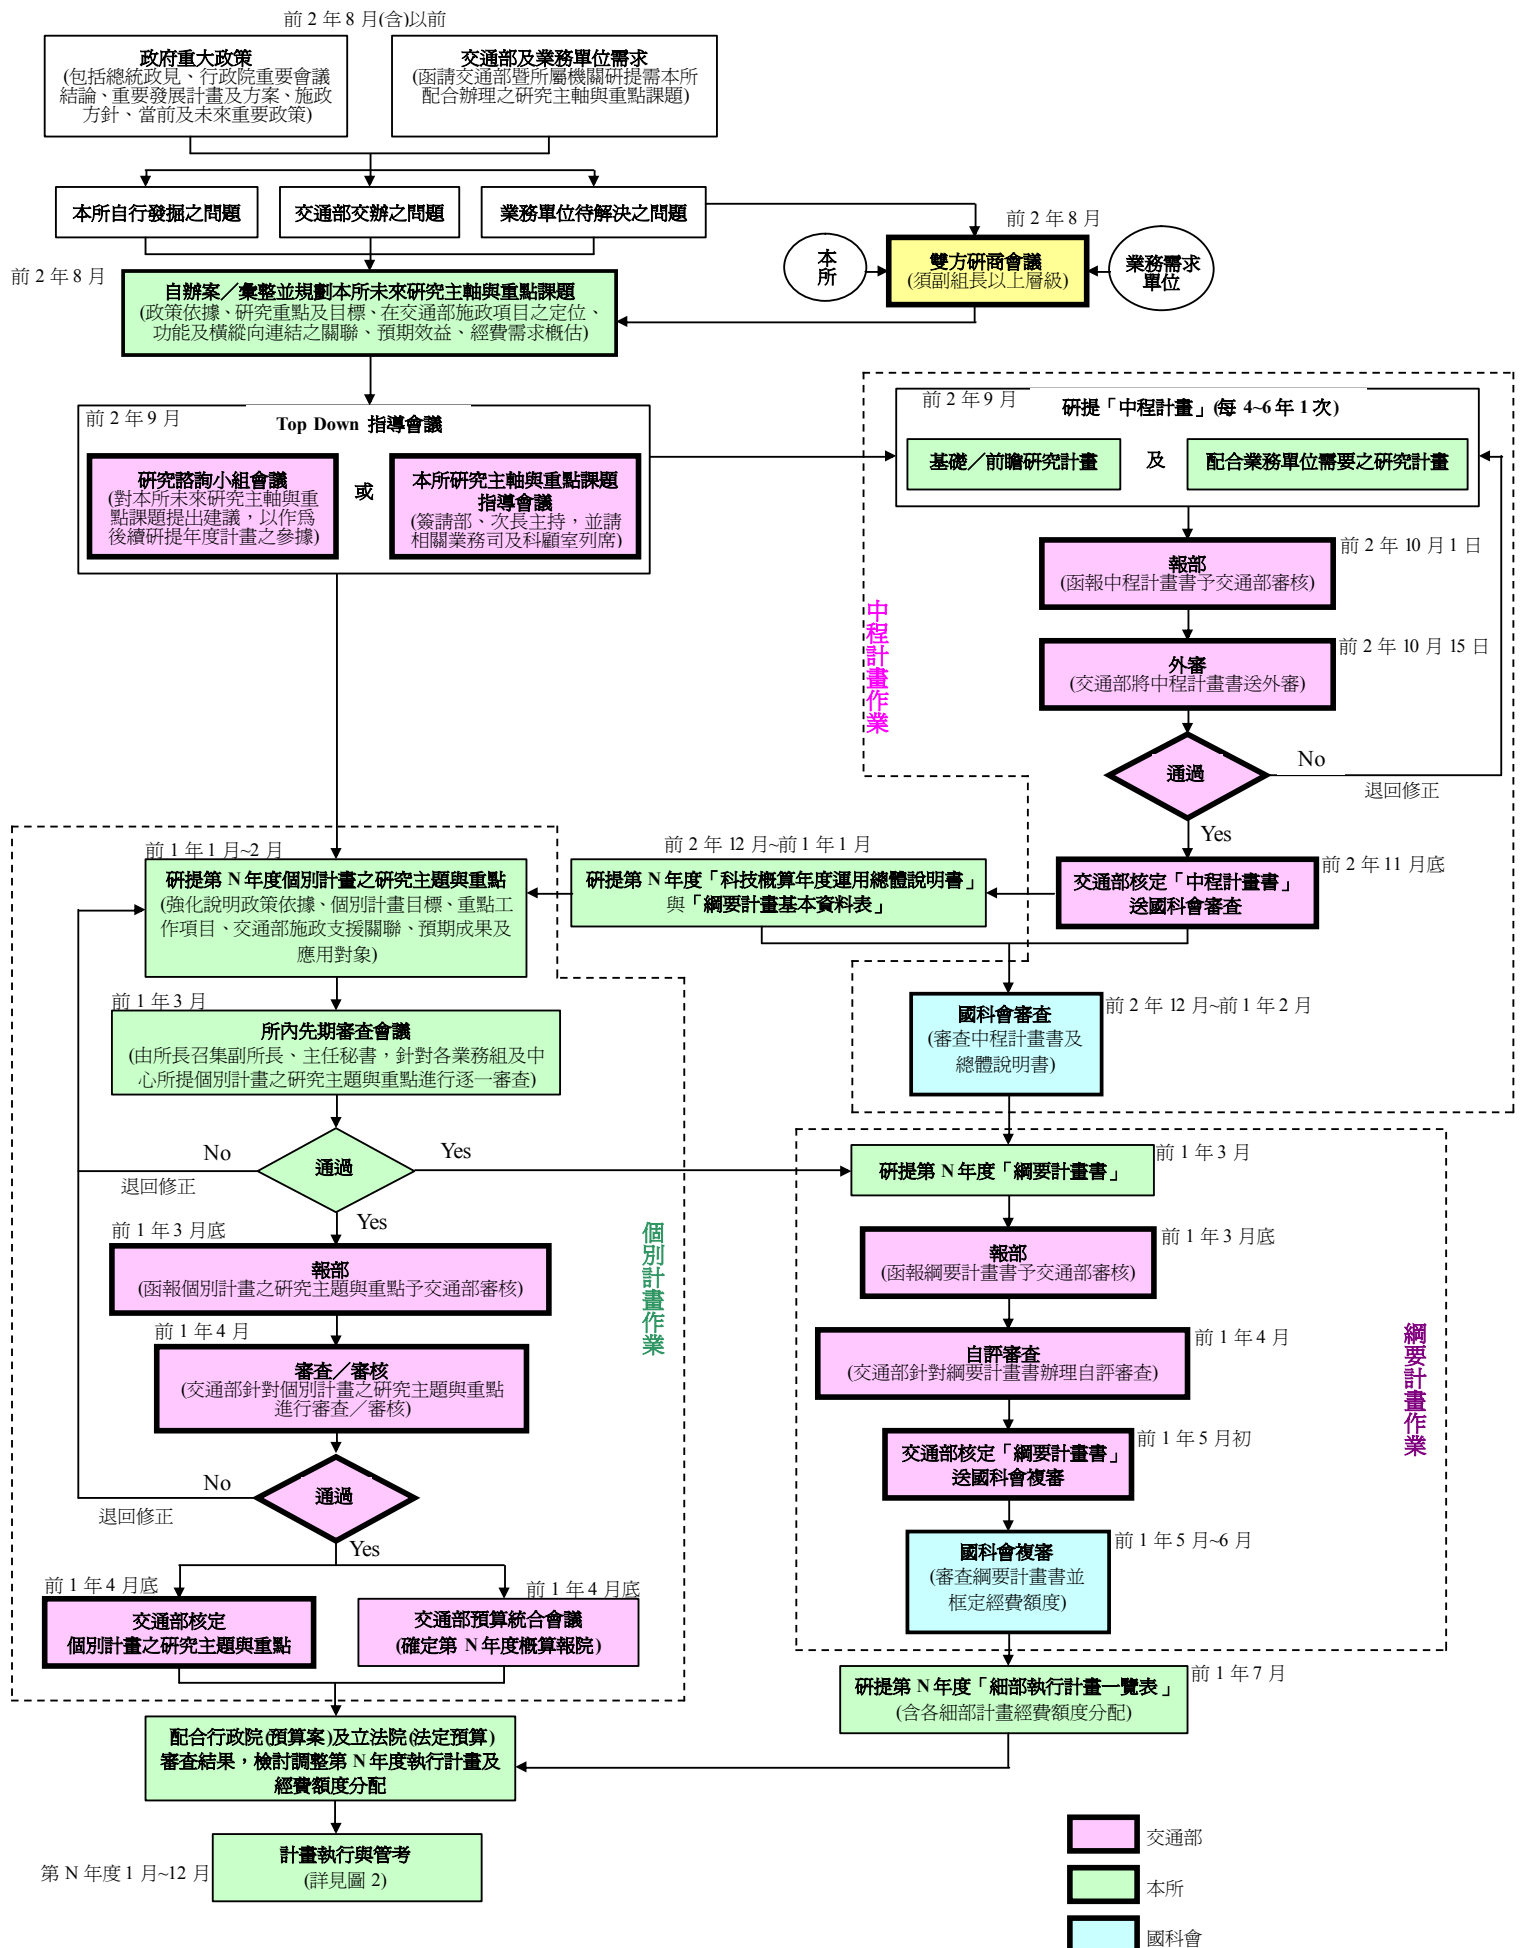 前 2 年 8 月(含)以前
政府重大政策
(包括總統政見、行政院重要會議
結論、重要發展計畫及方案、施政
方針、當前及未來重要政策)
交通部及業務單位需求
(函請交通部暨所屬機關研提需本所
配合辦理之研究主軸與重點課題)
本所自行發掘之問題
交通部交辦之問題
業務單位待解決之問題
前 2 年 8 月
本
所
雙方研商會議
(須副組長以上層級)
業務需求
單位
前 2 年 8 月
自辦案／彙整並規劃本所未來研究主軸與重點課題
(政策依據、研究重點及目標、在交通部施政項目之定位、
功能及橫縱向連結之關聯、預期效益、經費需求概估)
前 2 年 9 月
Top Down 指導會議
研究諮詢小組會議
(對本所未來研究主軸與重
點課題提出建議，以作為
後續研提年度計畫之參據)
或
本所研究主軸與重點課題
指導會議
(簽請部、次長主持，並請
相關業務司及科顧室列席)
前 2 年 9 月
研提「中程計畫」(每 4~6 年 1 次)
基礎／前瞻研究計畫
及
配合業務單位需要之研究計畫
前 2 年 10 月 1 日
報部
(函報中程計畫書予交通部審核)
前 2 年 10 月 15 日
外審
(交通部將中程計畫書送外審)
中程計畫作業
通過
No
退回修正
Yes
前 2 年 11 月底
交通部核定「中程計畫書」
送國科會審查
前 2 年 12 月~前 1 年 1 月
研提第 N 年度「科技概算年度運用總體說明書」
與「綱要計畫基本資料表」
前 1 年 1 月~2 月
研提第 N 年度個別計畫之研究主題與重點
(強化說明政策依據、個別計畫目標、重點工
作項目、交通部施政支援關聯、預期成果及
應用對象)
前 2 年 12 月~前 1 年 2 月
國科會審查
(審查中程計畫書及
總體說明書)
前 1 年 3 月
所內先期審查會議
(由所長召集副所長、主任秘書，針對各業務組及中
心所提個別計畫之研究主題與重點進行逐一審查)
通過
No
退回修正
Yes
Yes
前 1 年 3 月
研提第 N 年度「綱要計畫書」
前 1 年 3 月底
報部
(函報個別計畫之研究主題與重點予交通部審核)
個別計畫作業
前 1 年 3 月底
報部
(函報綱要計畫書予交通部審核)
前 1 年 4 月
審查／審核
(交通部針對個別計畫之研究主題與重點
進行審查／審核)
前 1 年 4 月
自評審查
(交通部針對綱要計畫書辦理自評審查)
綱要計畫作業
前 1 年 5 月初
交通部核定「綱要計畫書」
送國科會複審
通過
No
退回修正
Yes
前 1 年 5 月~6 月
國科會複審
(審查綱要計畫書並
框定經費額度)
前 1 年 4 月底
交通部核定
個別計畫之研究主題與重點
前 1 年 4 月底
交通部預算統合會議
(確定第 N 年度概算報院)
前 1 年 7 月
研提第 N 年度「細部執行計畫一覽表」
(含各細部計畫經費額度分配)
配合行政院(預算案)及立法院(法定預算)
審查結果，檢討調整第 N 年度執行計畫及
經費額度分配
第 N 年度 1 月~12 月
計畫執行與管考
(詳見圖 2)
交通部
本所
國科會